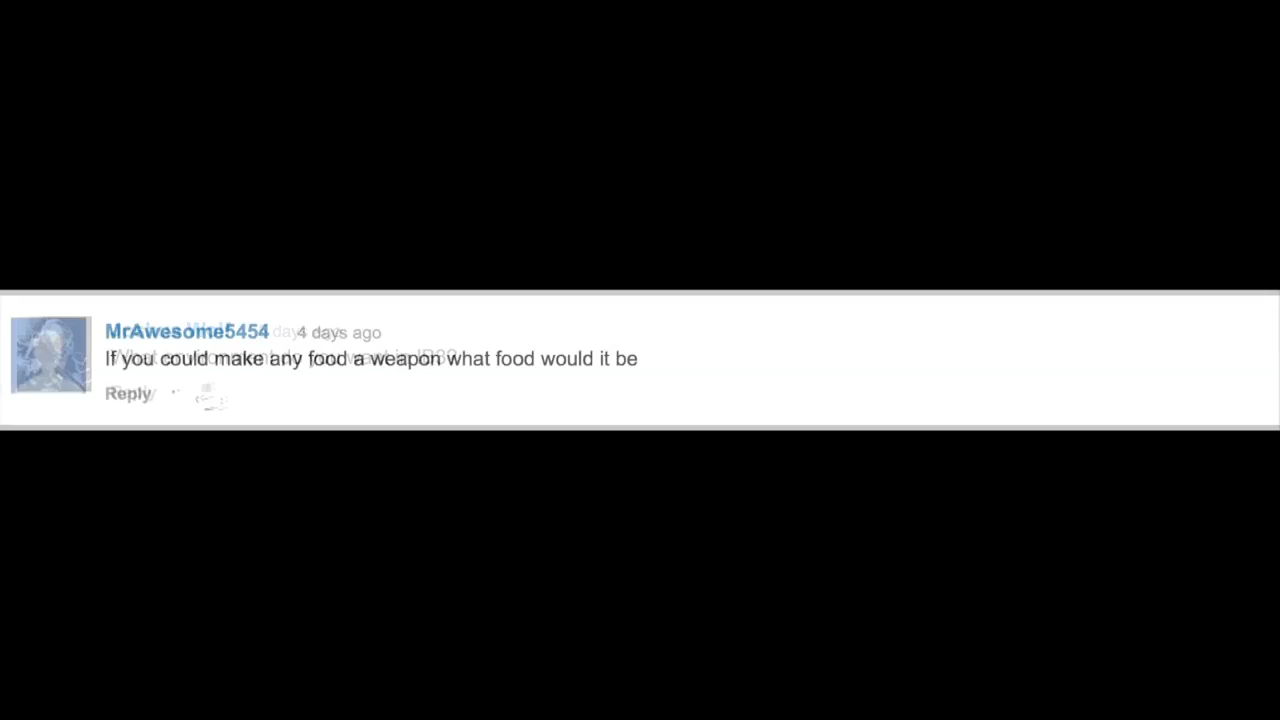 MrAwesome5454 4 days ago
If you could make any food a weapon what food would it be
Reply